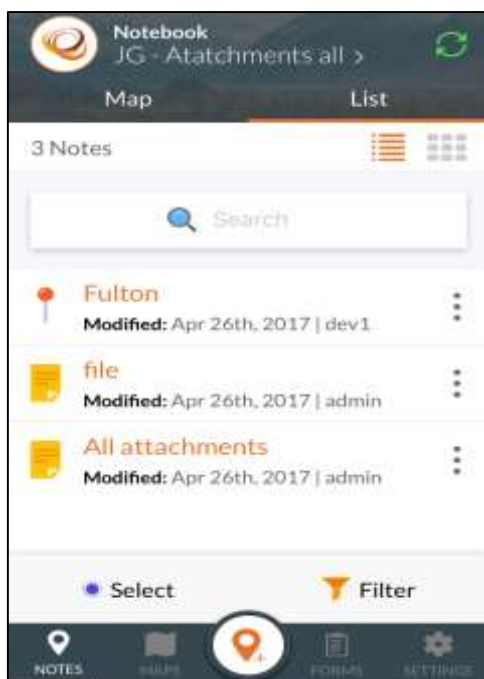 Notebook
JG - Atatchments all >
Map List
3 Notes
Search
Fulton
Modified: Apr 26th, 2017 | dev1
file
Modified: Apr 26th, 2017 | admin
All attachments
Modified: Apr 26th, 2017 | admin
Select Filter
NOTES MAPS FORMS SETTINGS